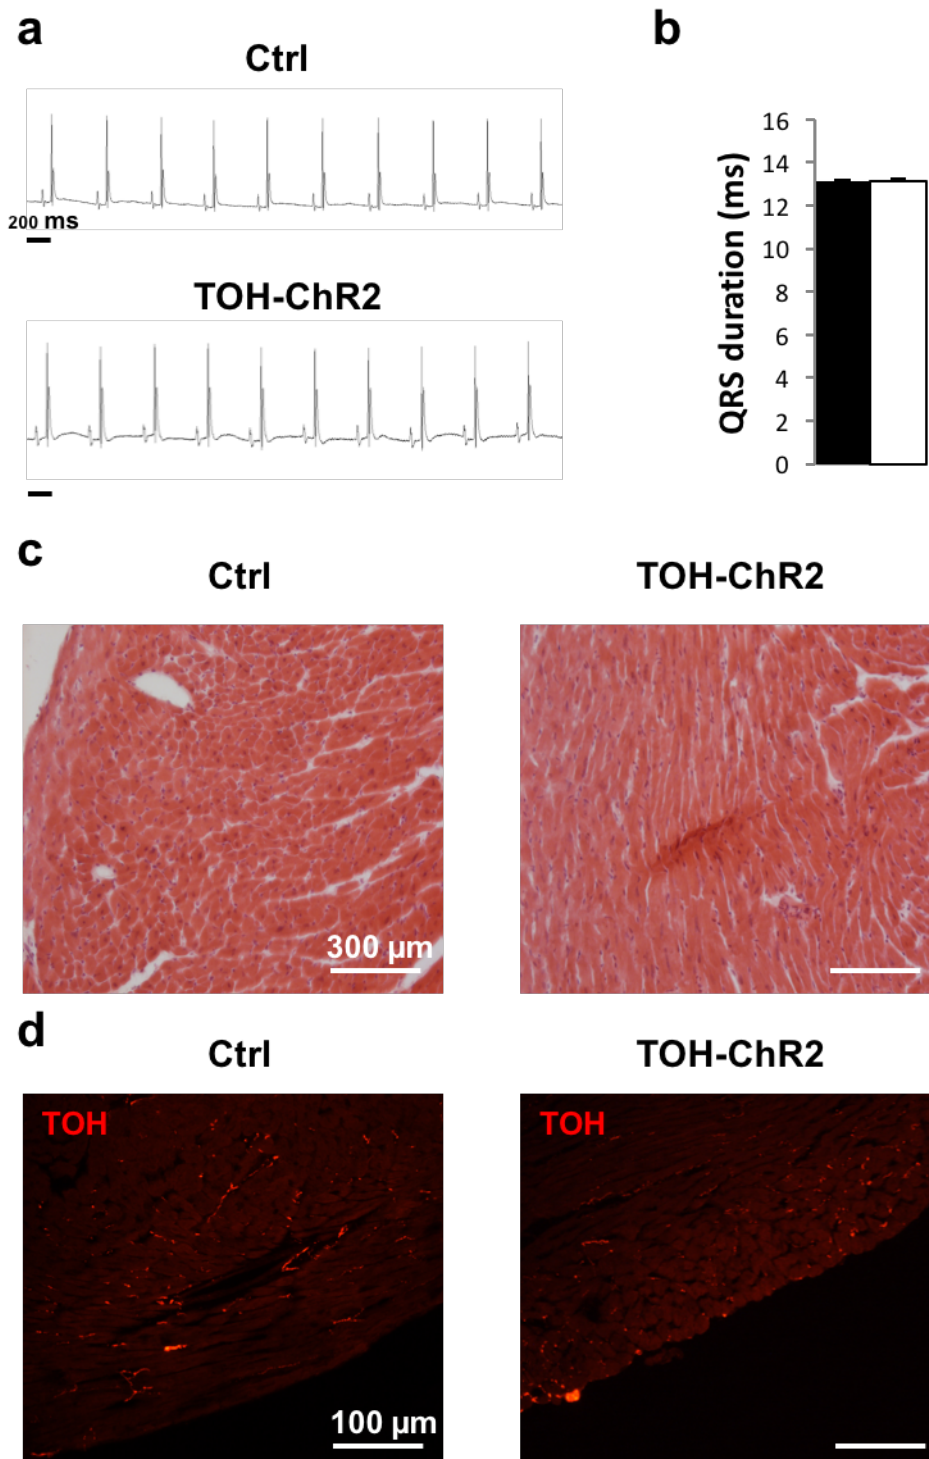 a
Ctrl
200 ms
TOH-ChR2
b
QRS duration (ms)
16
14
12
10
8
6
4
2
0
c
Ctrl
TOH-ChR2
300 µm
d
Ctrl
TOH-ChR2
TOH
TOH
100 µm